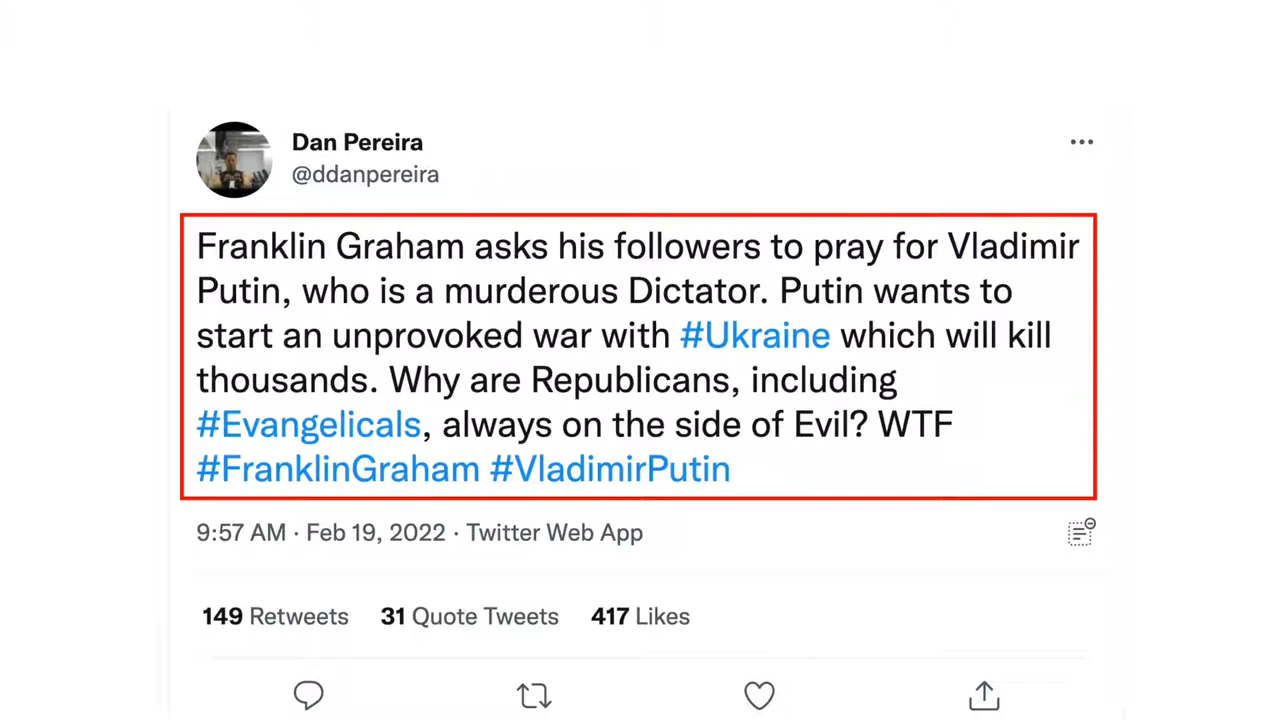 Dan Pereira
@ddanpereira
Franklin Graham asks his followers to pray for Vladimir
Putin, who is a murderous Dictator. Putin wants to
start an unprovoked war with #Ukraine which will kill
thousands. Why are Republicans, including
#Evangelicals, always on the side of Evil? WTF
#FranklinGraham #VladimirPutin
9:57 AM · Feb 19, 2022 · Twitter Web App
149 Retweets 31 Quote Tweets 417 Likes